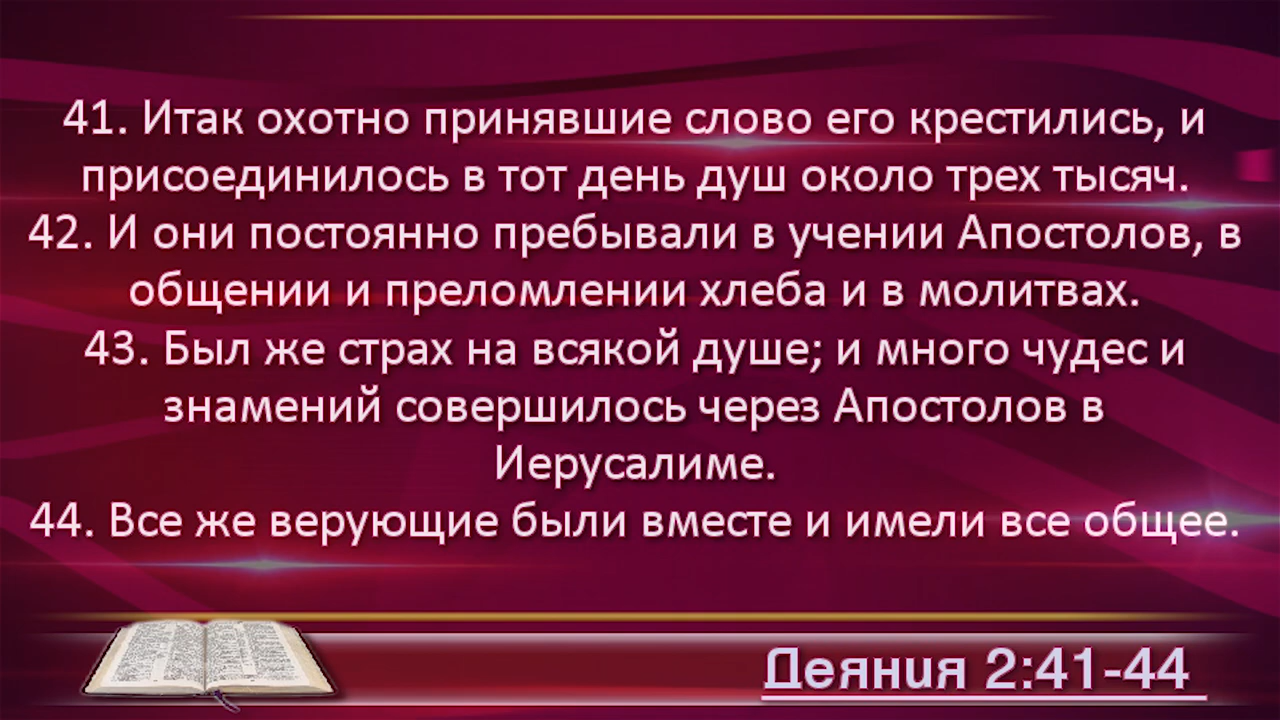 41. Итак охотно принявшие слово его крестились, и
присоединилось в тот день душ около трех тысяч.
42. И они постоянно пребывали в учении Апостолов, в
общении и преломлении хлеба и в молитвах.
43. Был же страх на всякой душе; и много чудес и
знамений совершилось через Апостолов в
Иерусалиме.
44. Все же верующие были вместе и имели все общее.
Деяния 2:41-44